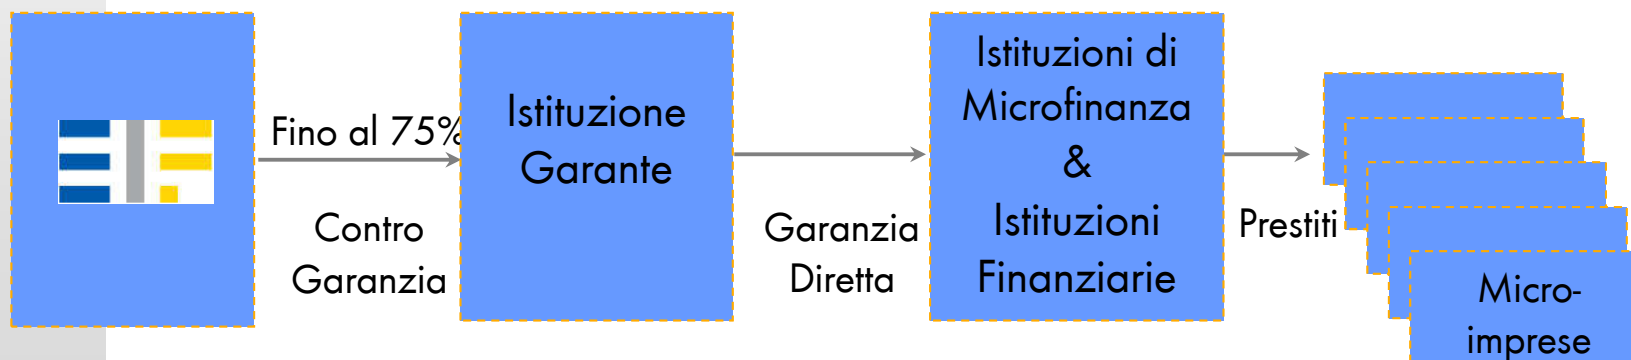 Fino al 75%
Contro
Garanzia
Istituzione
Garante
Garanzia
Diretta
Istituzioni di
Microfinanza
&
Istituzioni
Finanziarie
Prestiti
Micro-
imprese